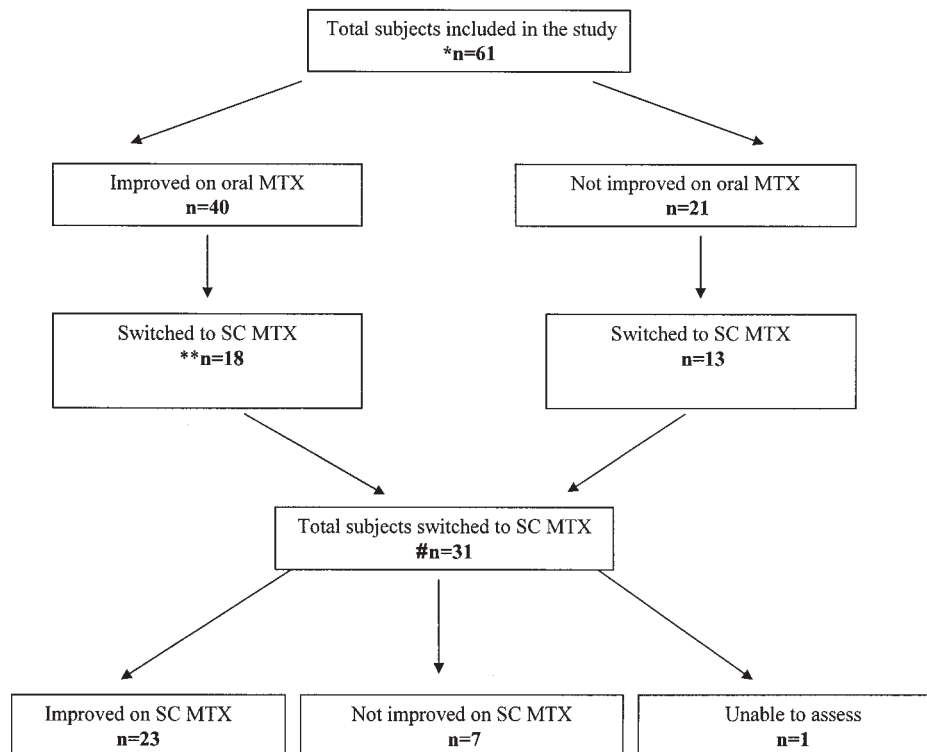 Total subjects included in the study
*n=61
Improved on oral MTX
n=40
Not improved on oral MTX
n=21
Switched to SC MTX
**n=18
Switched to SC MTX
n=13
Total subjects switched to SC MTX
#n=31
Improved on SC MTX
n=23
Not improved on SC MTX
n=7
Unable to assess
n=1